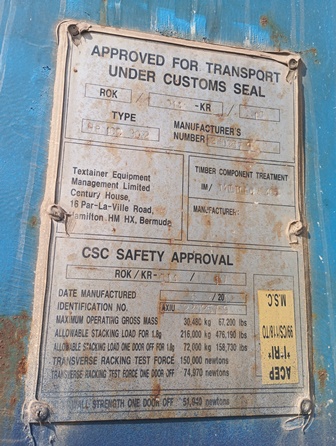 APPROVED FOR TRANSPORT
UNDER CUSTOMS SEAL
ROK / -KR /
TYPE
MANUFACTURER'S
NUMBER
Textainer Equipment
Management Limited
Century House,
16 Par-La-Ville Road,
Hamilton HM HX, Bermuda
TIMBER COMPONENT TREATMENT
IM /
MANUFACTURER
CSC SAFETY APPROVAL
ROK / KR-
DATE MANUFACTURED / 20
IDENTIFICATION NO. AXIU
MAXIMUM OPERATING GROSS MASS 30,480 kg 67,200 lbs
ALLOWABLE STACKING LOAD FOR 1.8g 216,000 kg 476,190 lbs
ALLOWABLE STACKING LOAD ONE DOOR OFF FOR 1.8g 72,000 kg 158,730 lbs
TRANSVERSE RACKING TEST FORCE 150,000 newtons
TRANSVERSE RACKING TEST FORCE ONE DOOR OFF 74,970 newtons
WALL STRENGTH ONE DOOR OFF newtons
M.S.C.
ACEP